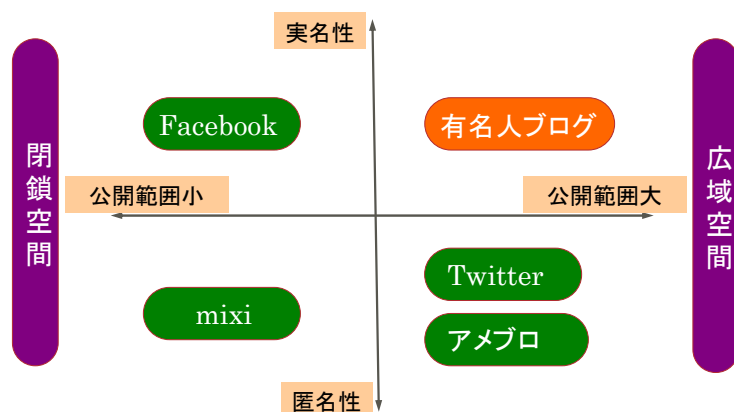 実名性
Facebook
有名人ブログ
閉鎖空間
広域空間
公開範囲小
公開範囲大
Twitter
mixi
アメブロ
匿名性